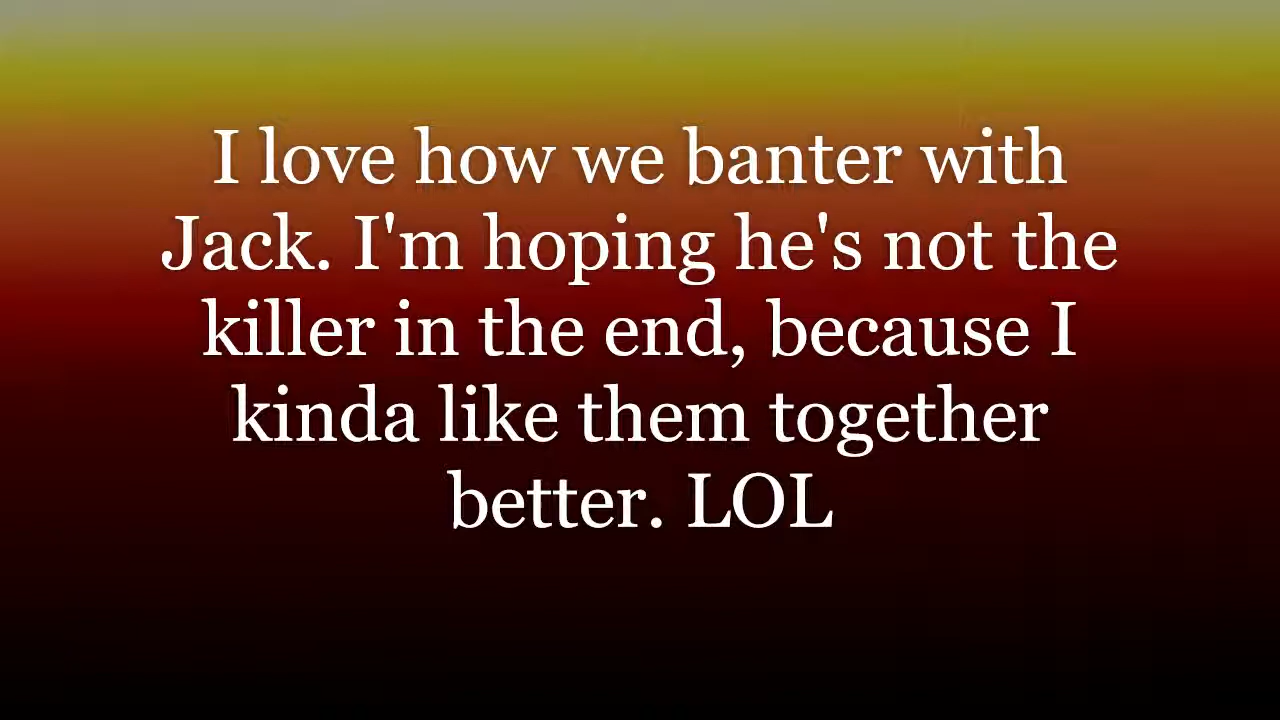 I love how we banter with
Jack. I'm hoping he's not the
killer in the end, because I
kinda like them together
better. LOL